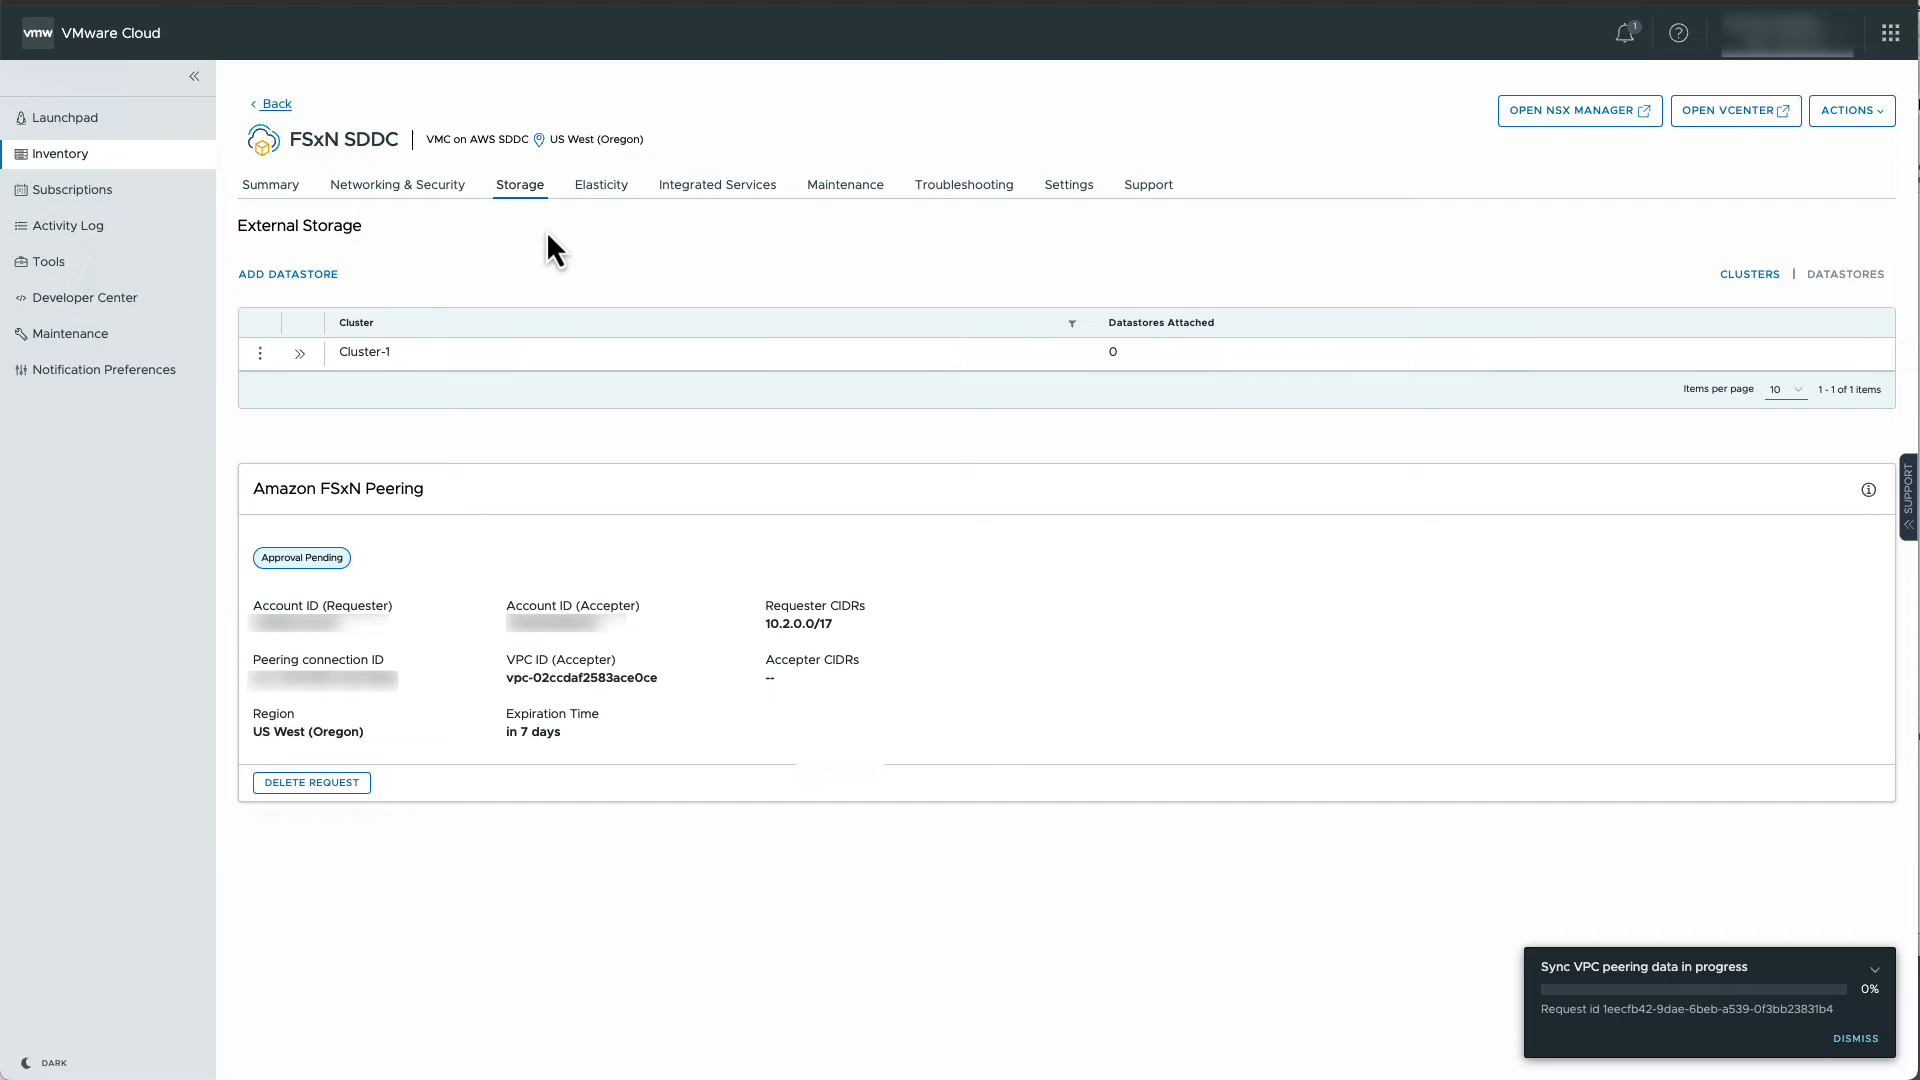 vmw VMware Cloud
1
Launchpad
Inventory
Subscriptions
Activity Log
Tools
Developer Center
Maintenance
Notification Preferences
DARK
Back
FSxN SDDC
VMC on AWS SDDC US West (Oregon)
OPEN NSX MANAGER
OPEN VCENTER
ACTIONS
Summary Networking & Security Storage Elasticity Integrated Services Maintenance Troubleshooting Settings Support
External Storage
ADD DATASTORE
CLUSTERS | DATASTORES
Cluster Datastores Attached
Cluster-1 0
Items per page 10 1 - 1 of 1 items
Amazon FSxN Peering
Approval Pending
Account ID (Requester)
Account ID (Accepter)
Requester CIDRs
10.2.0.0/17
Peering connection ID
VPC ID (Accepter)
vpc-02ccdaf2583ace0ce
Accepter CIDRs
--
Region
US West (Oregon)
Expiration Time
in 7 days
DELETE REQUEST
SUPPORT
Sync VPC peering data in progress
0%
Request id 1eecfb42-9dae-6beb-a539-0f3bb23831b4
DISMISS